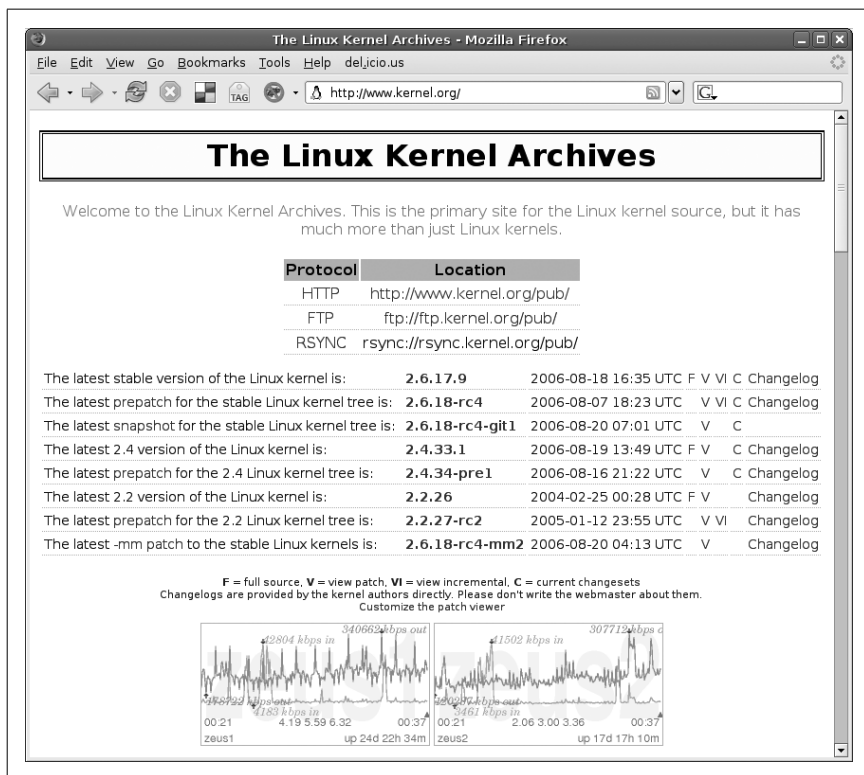 The Linux Kernel Archives - Mozilla Firefox
File Edit View Go Bookmarks Tools Help del.icio.us
TAG http://www.kernel.org/ G
The Linux Kernel Archives
Welcome to the Linux Kernel Archives. This is the primary site for the Linux kernel source, but it has
much more than just Linux kernels.
Protocol Location
HTTP http://www.kernel.org/pub/
FTP ftp://ftp.kernel.org/pub/
RSYNC rsync://rsync.kernel.org/pub/
The latest stable version of the Linux kernel is: 2.6.17.9 2006-08-18 16:35 UTC F V VI C Changelog
The latest prepatch for the stable Linux kernel tree is: 2.6.18-rc4 2006-08-07 18:23 UTC V VI C Changelog
The latest snapshot for the stable Linux kernel tree is: 2.6.18-rc4-git1 2006-08-20 07:01 UTC V C
The latest 2.4 version of the Linux kernel is: 2.4.33.1 2006-08-19 13:49 UTC F V C Changelog
The latest prepatch for the 2.4 Linux kernel tree is: 2.4.34-pre1 2006-08-16 21:22 UTC V C Changelog
The latest 2.2 version of the Linux kernel is: 2.2.26 2004-02-25 00:28 UTC F V Changelog
The latest prepatch for the 2.2 Linux kernel tree is: 2.2.27-rc2 2005-01-12 23:55 UTC V VI Changelog
The latest -mm patch to the stable Linux kernels is: 2.6.18-rc4-mm2 2006-08-20 04:13 UTC V Changelog
F = full source, V = view patch, VI = view incremental, C = current changesets
Changelogs are provided by the kernel authors directly. Please don't write the webmaster about them.
Customize the patch viewer
340662 kbps out 307712 kbps c
42804 kbps in 41502 kbps in
zeus1 zeus2
kbps out kbps out
4183 kbps in 3461 kbps in
00:21 4.19 5.59 6.32 00:37 00:21 2.06 3.00 3.36 00:37
zeus1 up 24d 22h 34m zeus2 up 17d 17h 10m